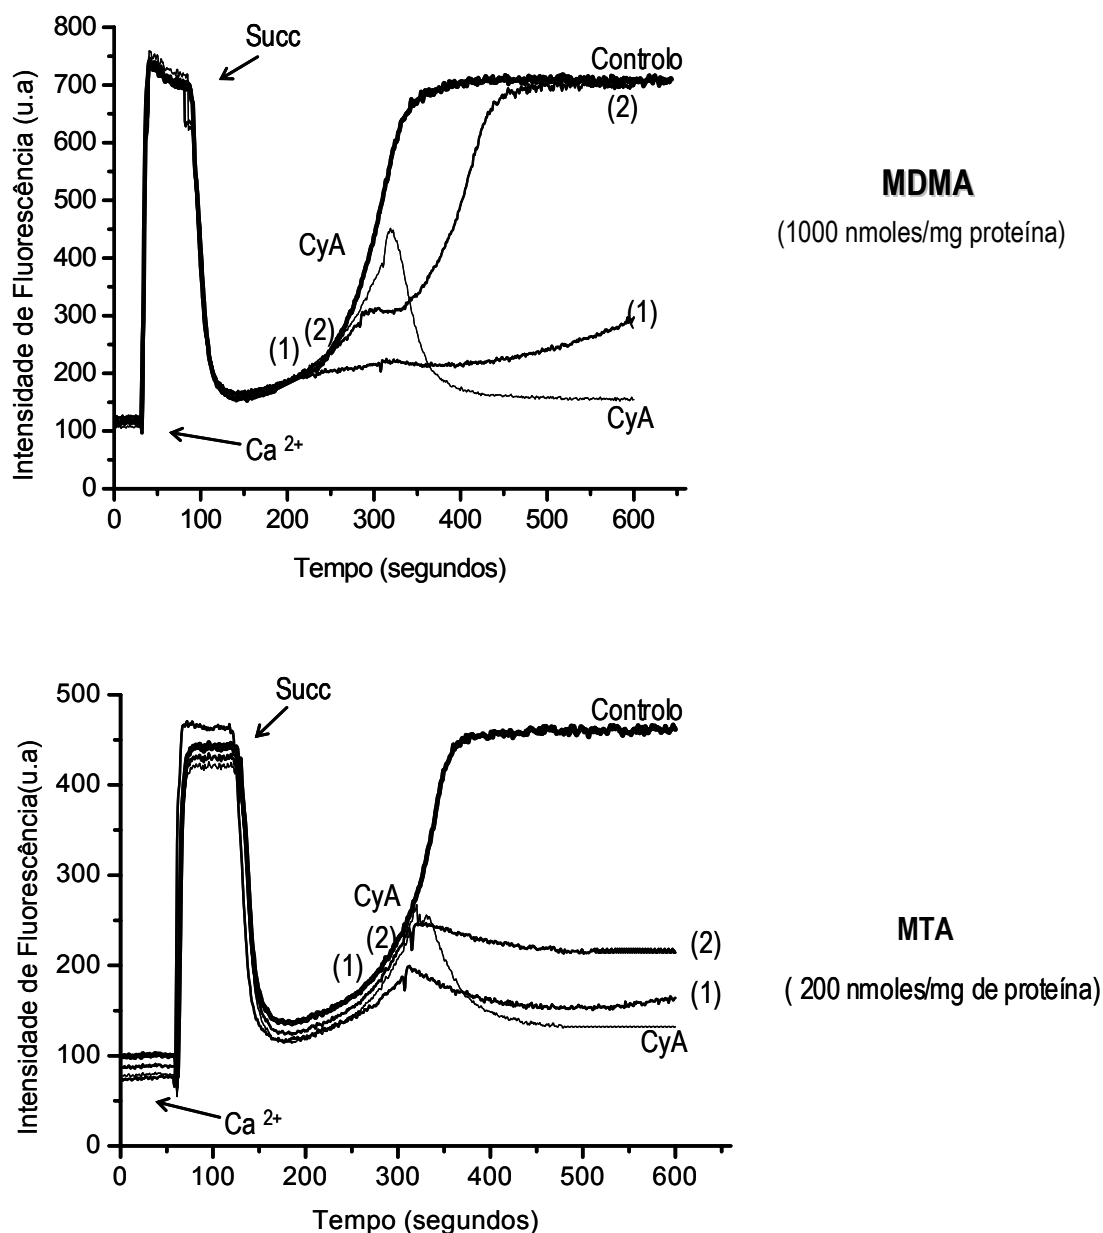 800
700
600
500
400
300
200
100
0
Intensidade de Fluorescência (u.a)
Succ
Controlo
(2)
CyA
(2)
(1)
(1)
CyA
Ca 2+
0 100 200 300 400 500 600
Tempo (segundos)
MDMA
(1000 nmoles/mg proteína)
500
400
300
200
100
0
Intensidade de Fluorescência(u.a)
Succ
Controlo
CyA
(2)
(1)
(2)
(1)
CyA
Ca 2+
0 100 200 300 400 500 600
Tempo (segundos)
MTA
( 200 nmoles/mg de proteína)